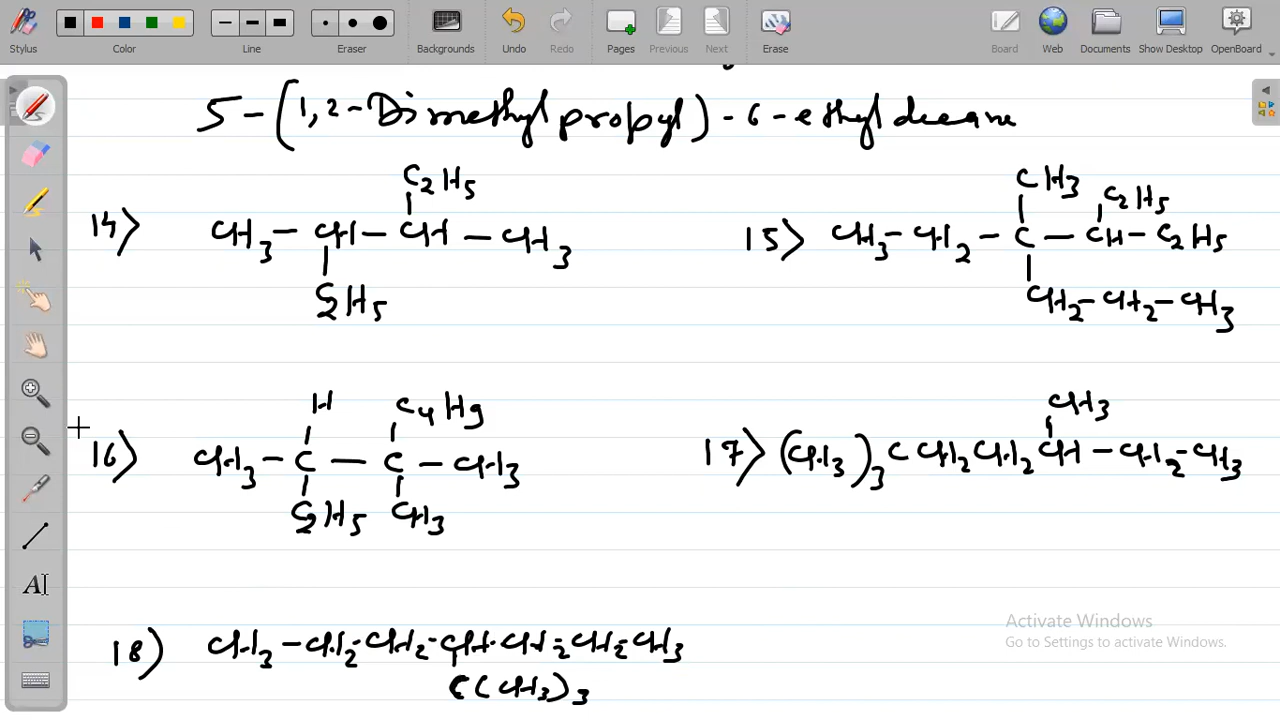 Stylus Color Line Eraser Backgrounds Undo Redo Pages Previous Next Erase Board Web Documents Show Desktop OpenBoard
5-(1,2-Dimethyl propyl)-6-ethyl decane
C2H5
14) CH3-CH-CH-CH3
C2H5
CH3
C2H5
15) CH3-CH2-C-CH-C2H5
CH2-CH2-CH3
H C4H9
16) CH3-C-C-CH3
C2H5 CH3
CH3
17) (CH3)3C CH2CH2CH-CH2-CH3
18) CH3-CH2-CH2-CH-CH2-CH2-CH3
C(CH3)3
Activate Windows
Go to Settings to activate Windows.